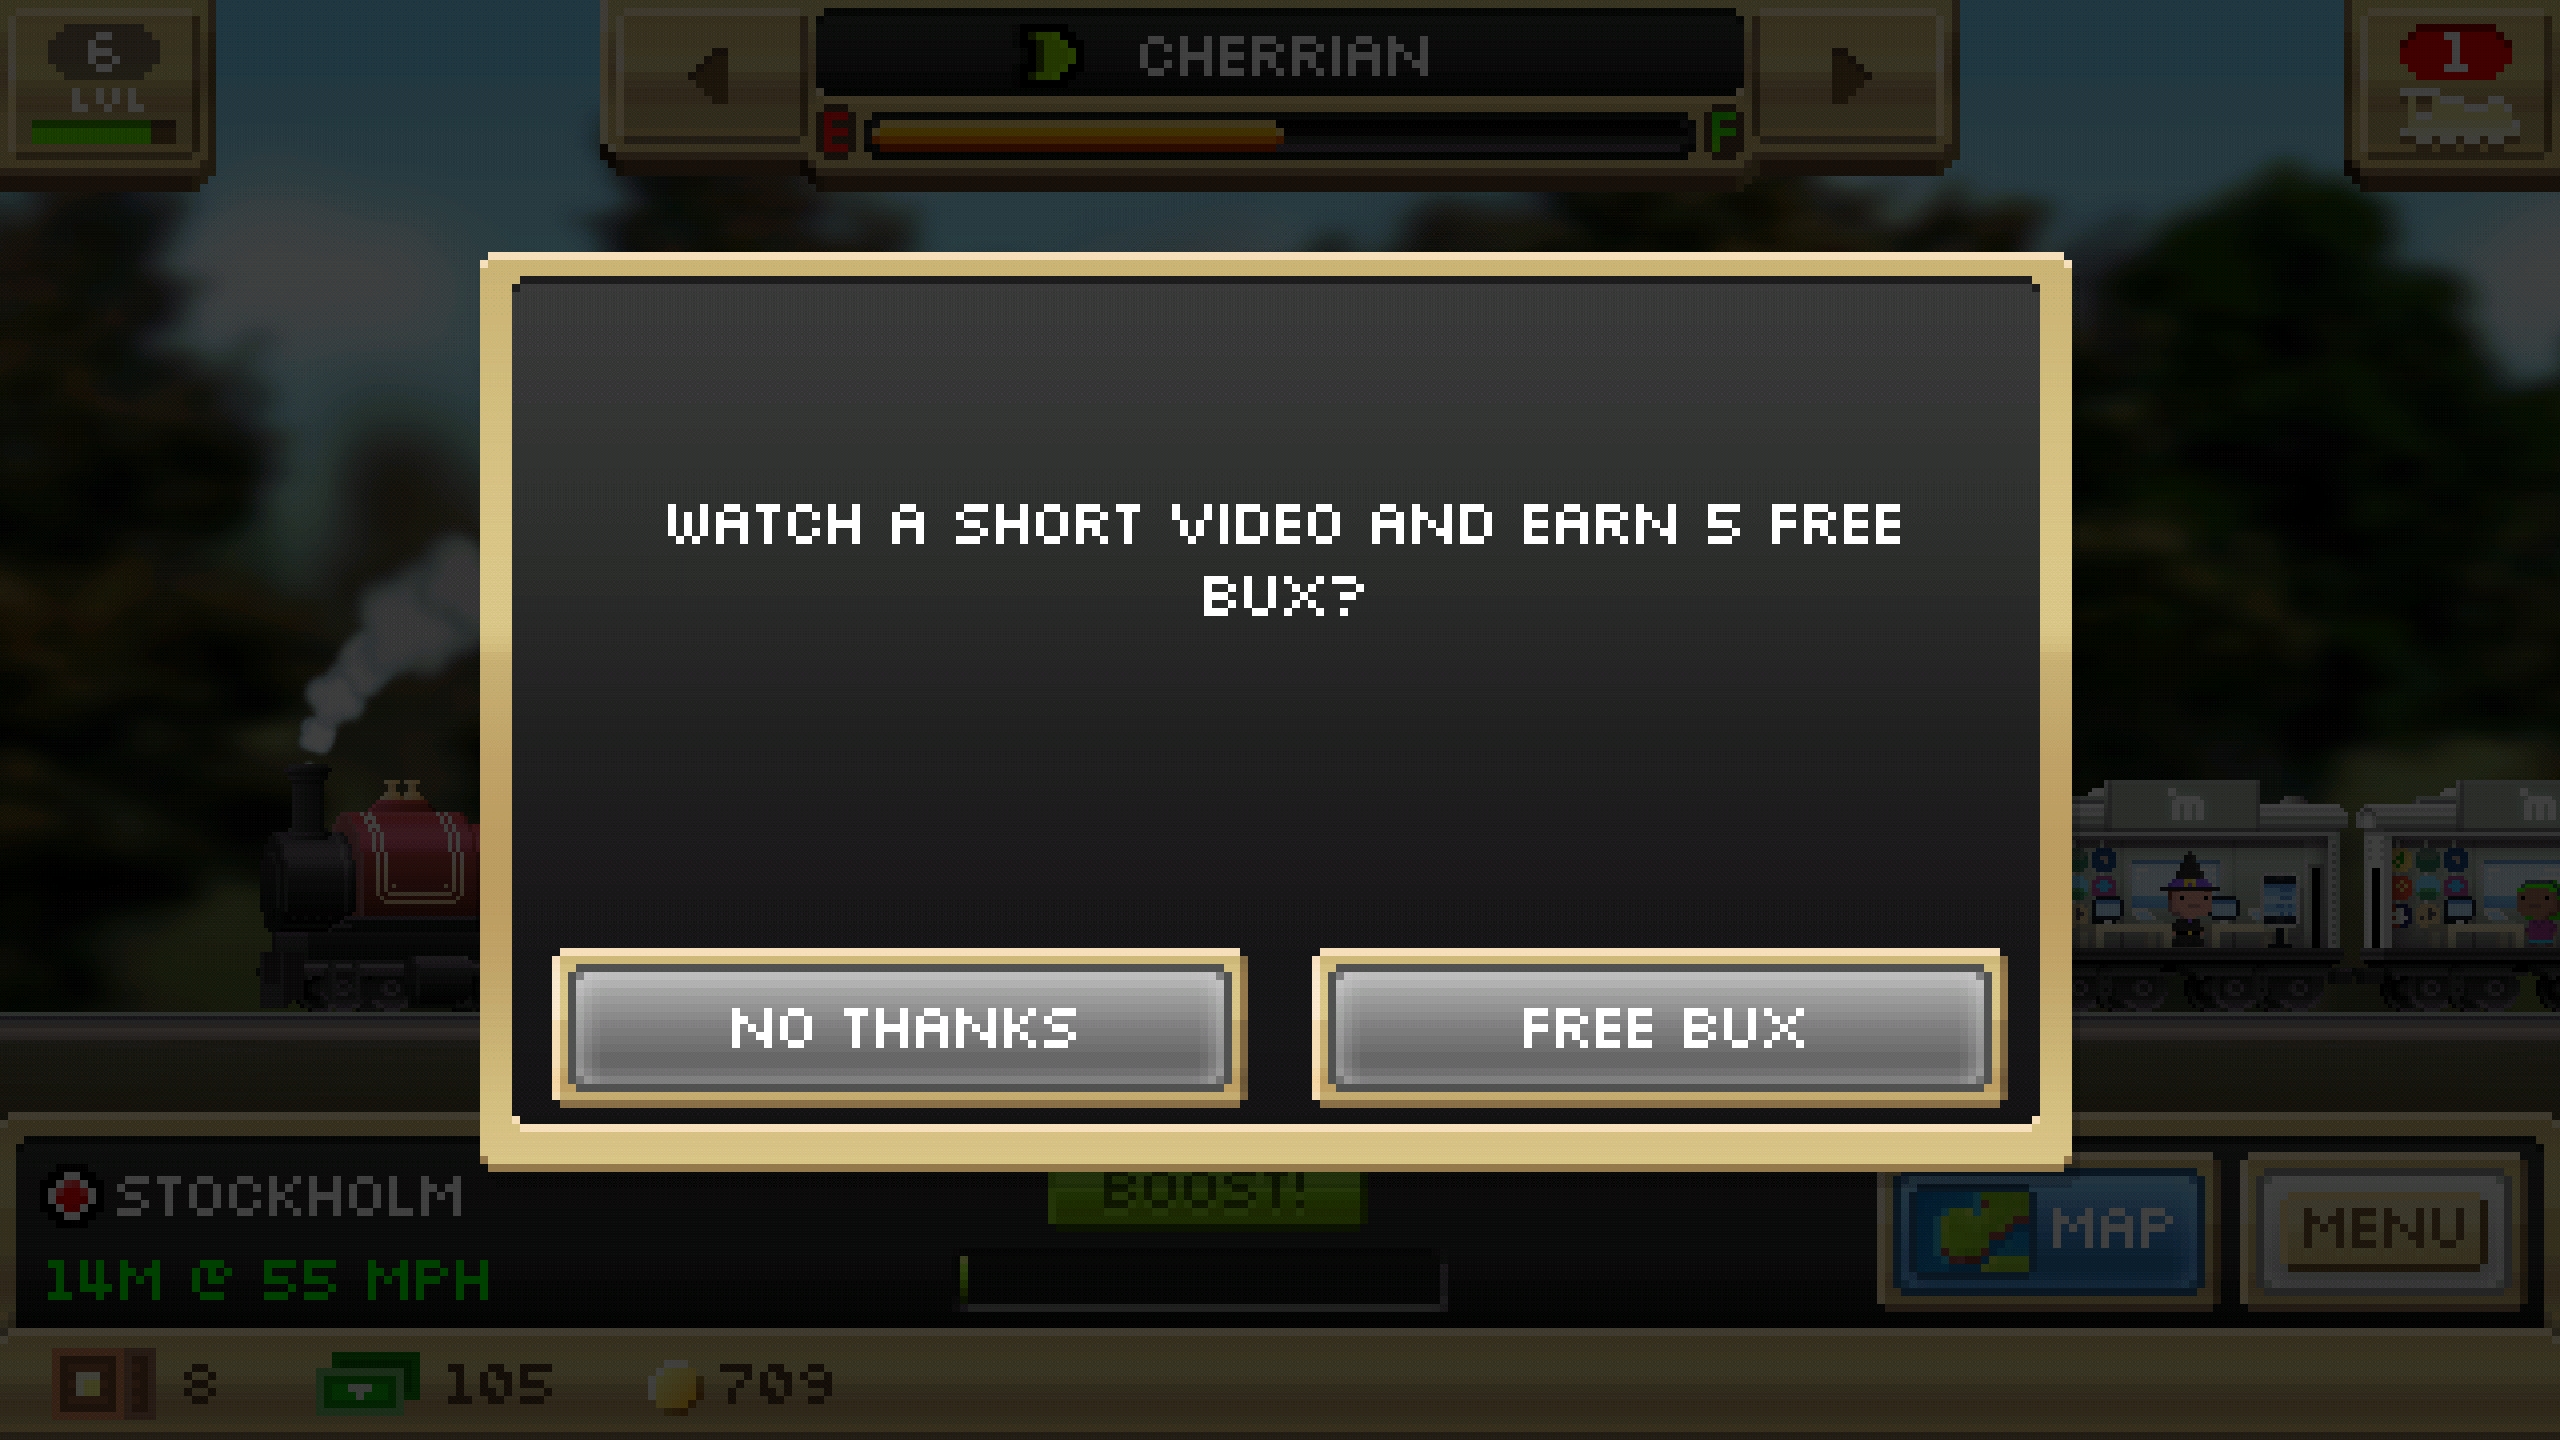 6
LVL
CHERRIAN
E F
1
WATCH A SHORT VIDEO AND EARN 5 FREE
BUX?
NO THANKS
FREE BUX
STOCKHOLM
14M @ 55 MPH
BOOST!
MAP
MENU
8
105
709